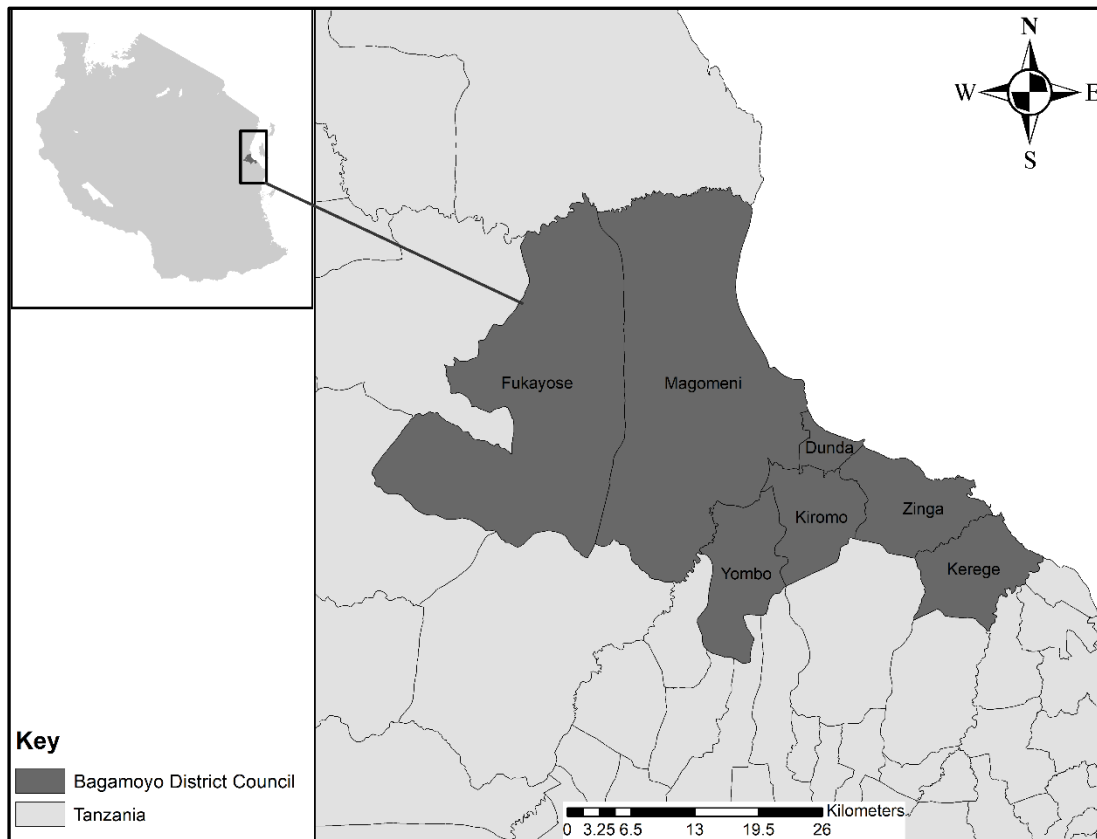 N
W E
S
Fukayose
Magomeni
Dunda
Zinga
Kiromo
Yombo
Kerege
Key
Bagamoyo District Council
Tanzania
Kilometers
0 3.25 6.5 13 19.5 26